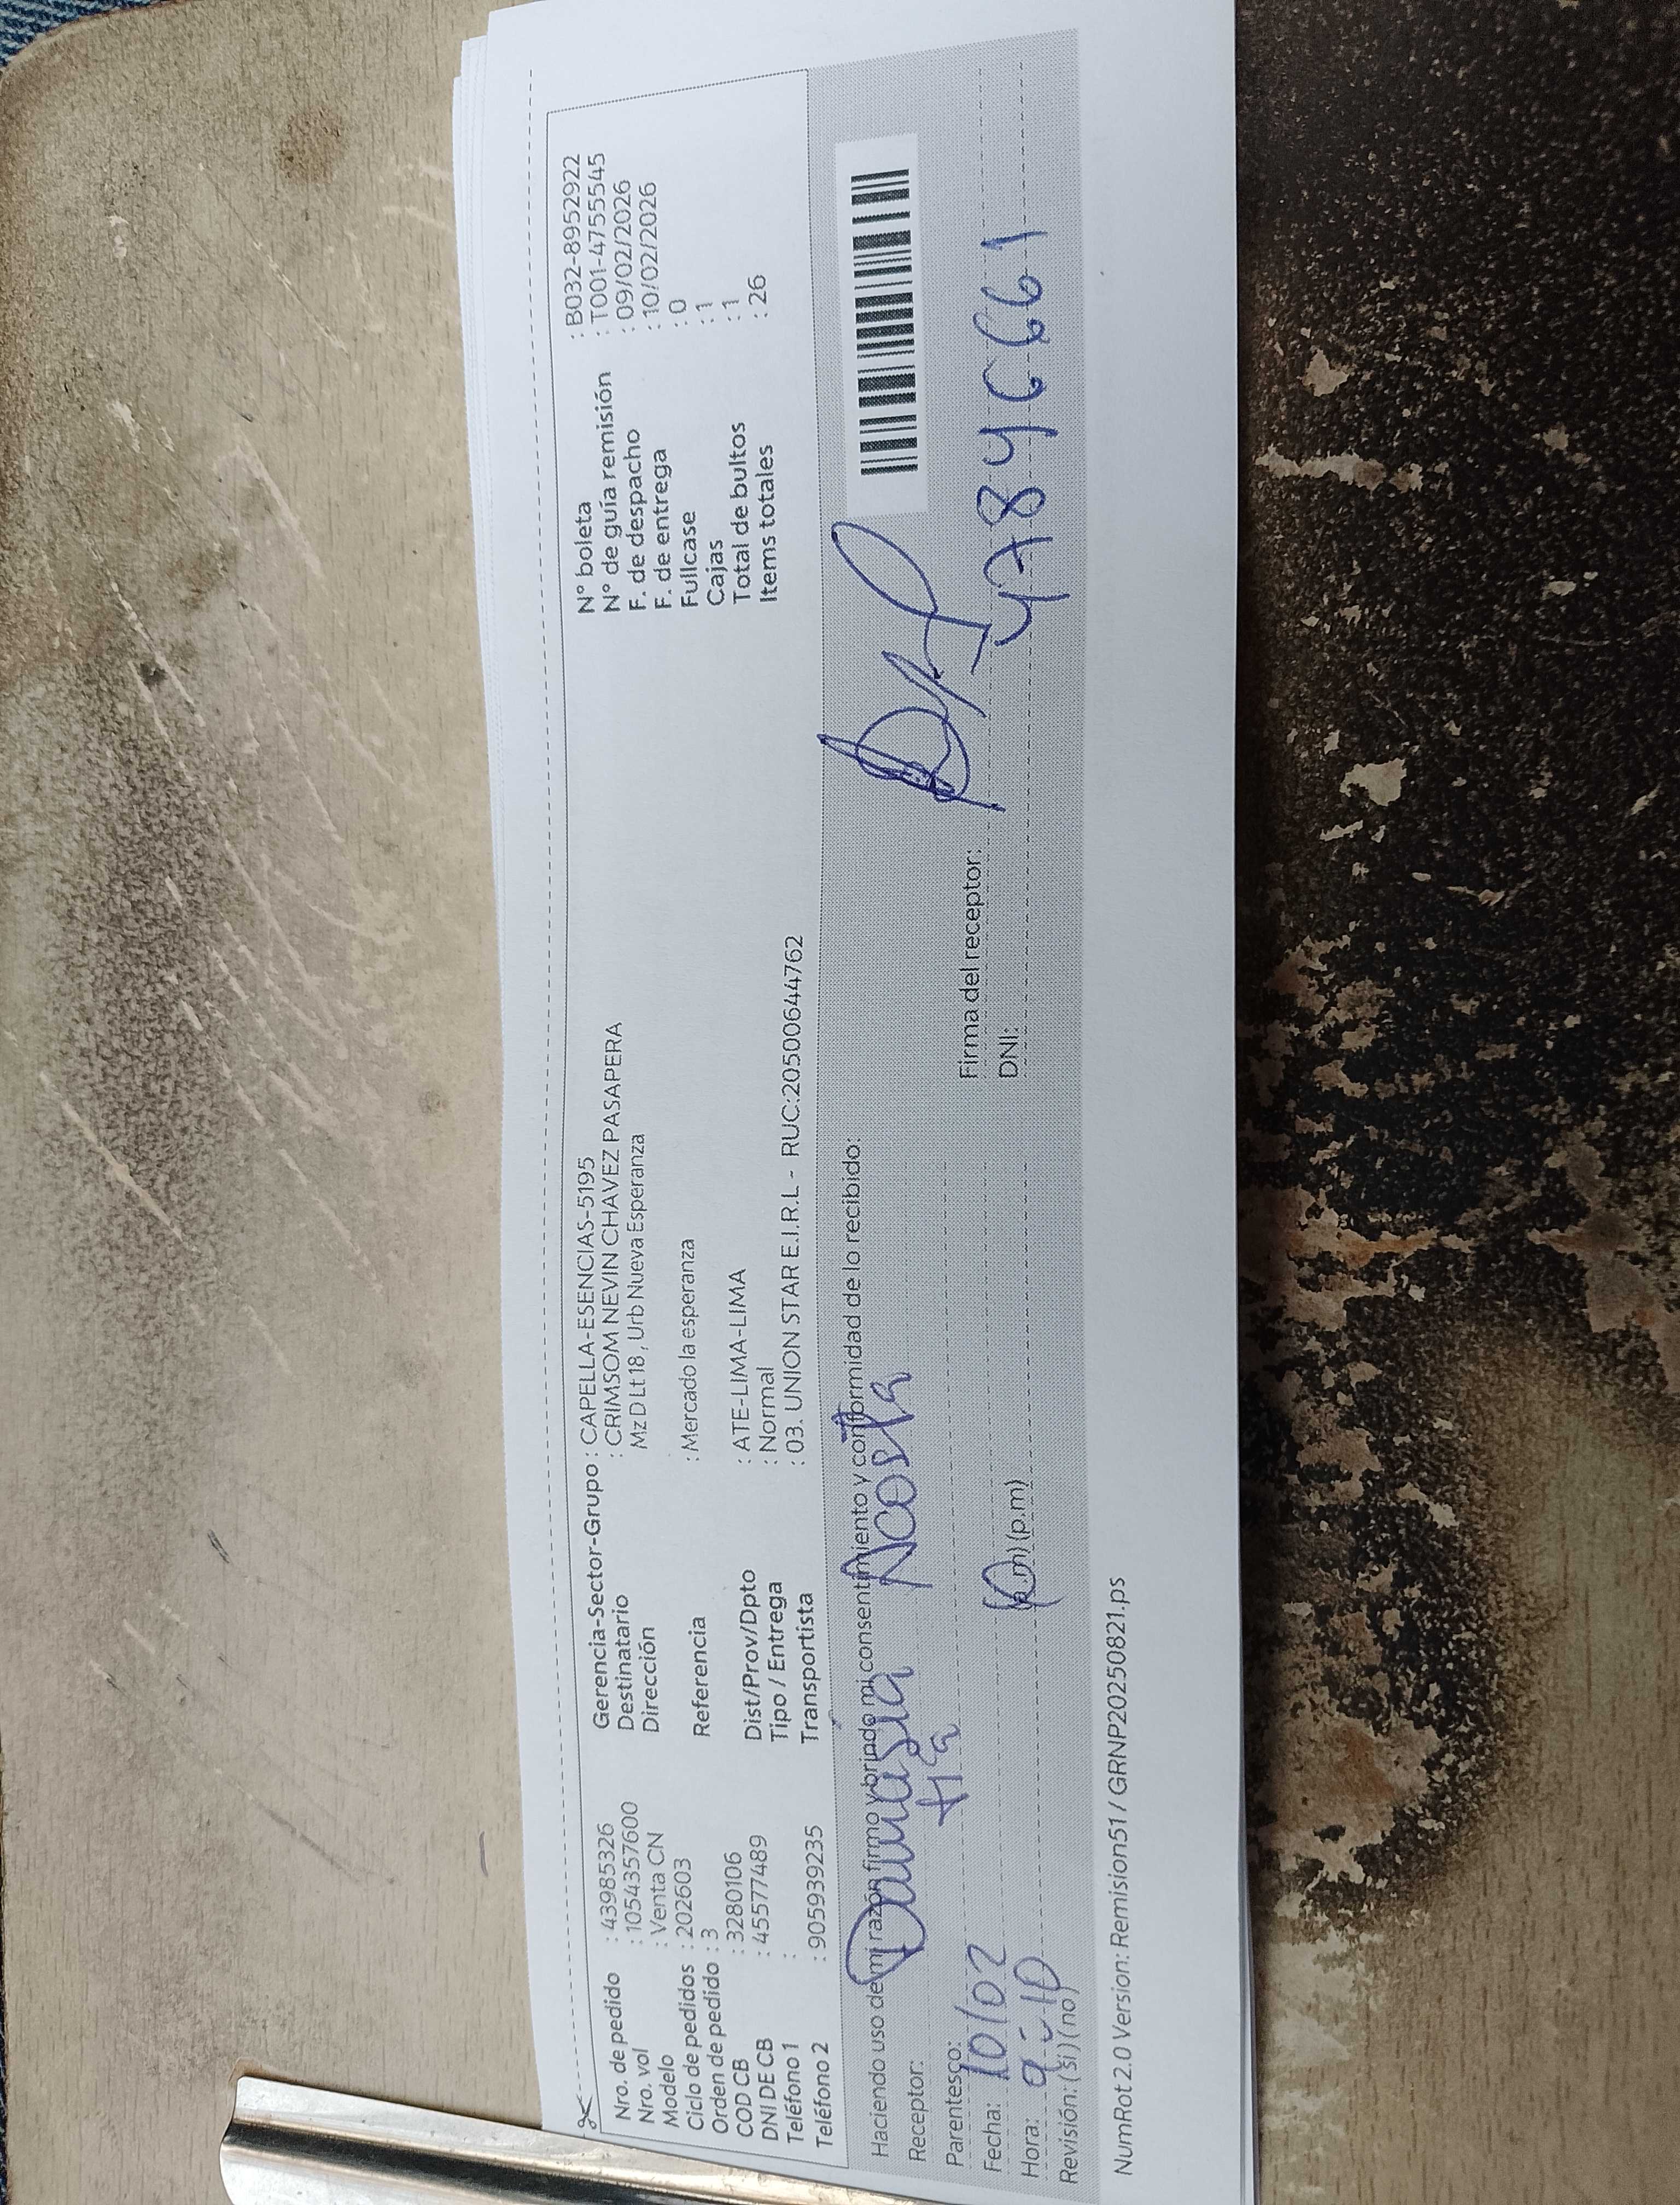 Nro. de pedido : 43985326
Nro. vol : 1054357600
Modelo : Venta CN
Ciclo de pedidos : 202603
Orden de pedido : 3
COD CB : 3280106
DNI DE CB : 45577489
Teléfono 1 :
Teléfono 2 : 905939235
Gerencia-Sector-Grupo : CAPELLA-ESENCIAS-5195
Destinatario : CRIMSOM NEVIN CHAVEZ PASAPERA
Dirección Mz D Lt 18 , Urb Nueva Esperanza
Referencia : Mercado la esperanza
Dist/Prov/Dpto : ATE-LIMA-LIMA
Tipo / Entrega : Normal
Transportista : 03. UNION STAR E.I.R.L - RUC:20500644762
N° boleta : B032-8952922
N° de guía remisión : T001-4755545
F. de despacho : 09/02/2026
F. de entrega : 10/02/2026
Fullcase : 0
Cajas : 1
Total de bultos : 1
Items totales : 26
Haciendo uso de mi razón firmo y brindo mi consentimiento y conformidad de lo recibido:
Receptor: Damasia Acosta
Parentesco: tía
Fecha: 10/02
Hora: 9:10 (a.m) (p.m)
Revisión: (si) (no)
Firma del receptor:
DNI: 47846661
NumRot 2.0 Version: Remision51 / GRNP20250821.ps